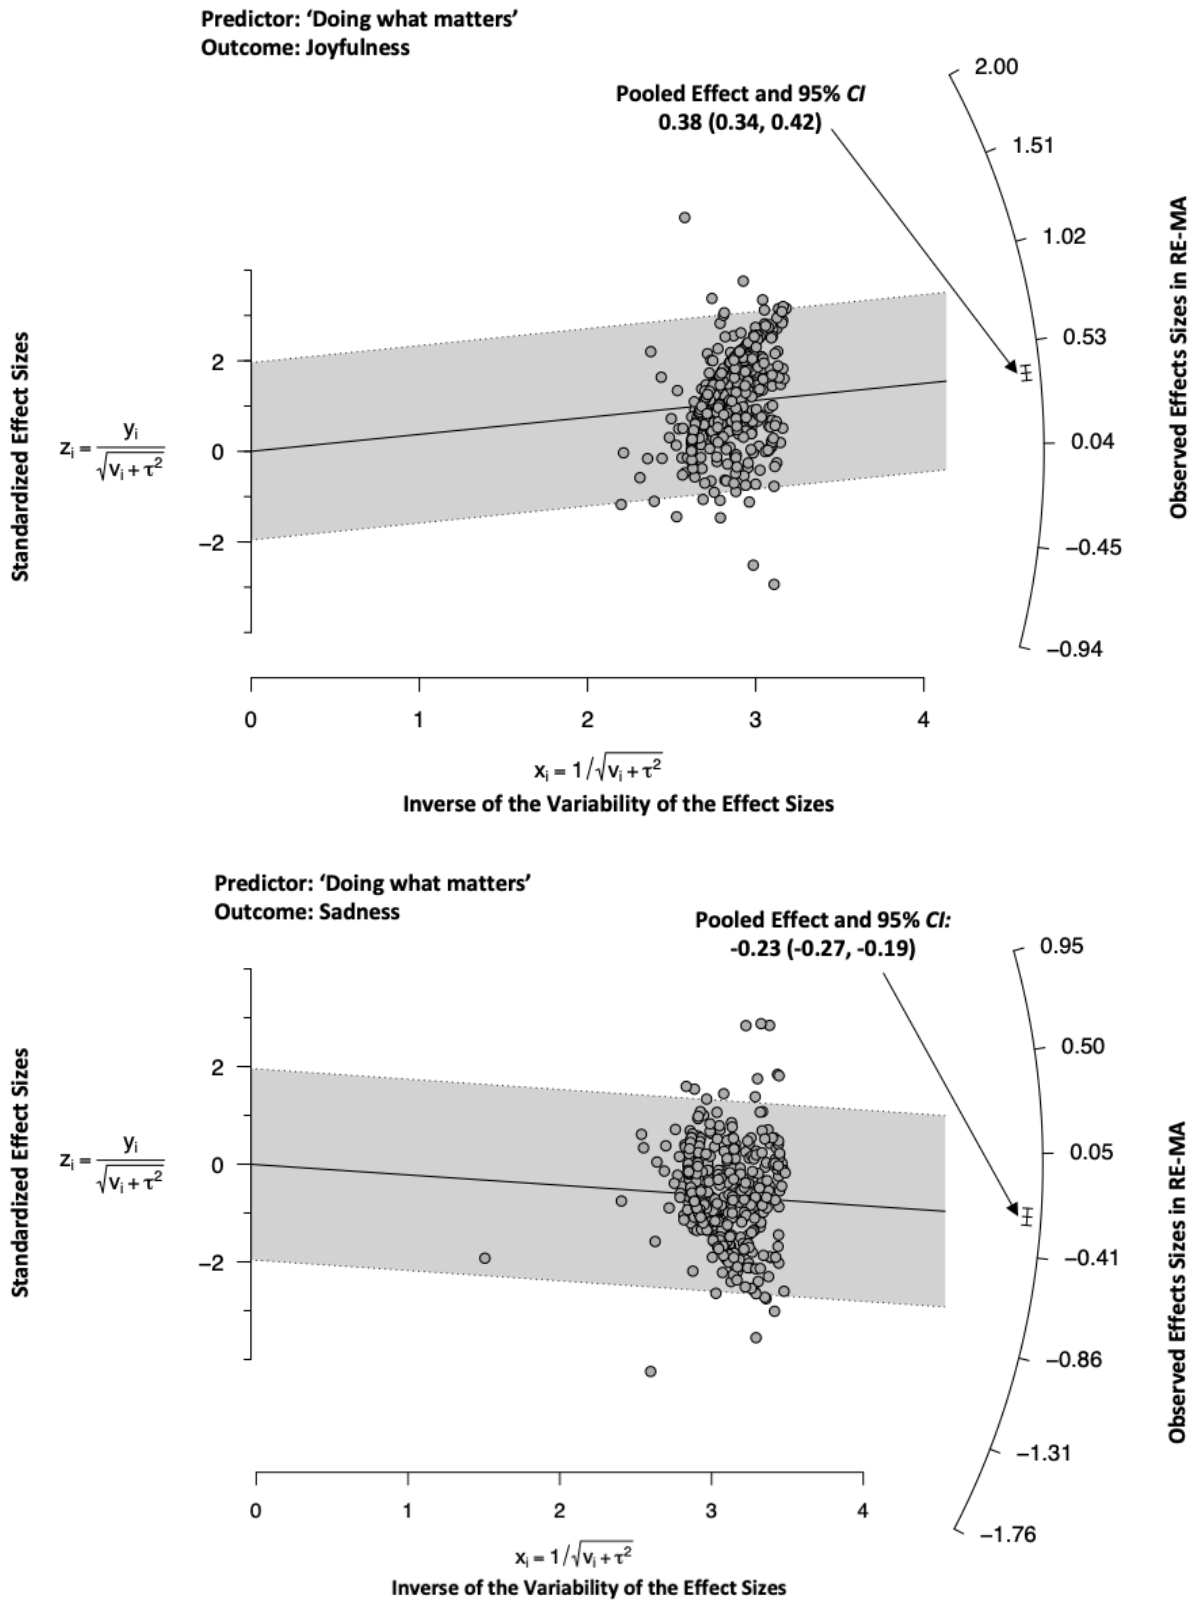 Predictor: ‘Doing what matters’
Outcome: Joyfulness
Pooled Effect and 95% CI
0.38 (0.34, 0.42)
2.00
1.51
1.02
0.53
0.04
−0.45
−0.94
Observed Effects Sizes in RE-MA
Standardized Effect Sizes
zᵢ = yᵢ / √vᵢ + τ²
2
0
−2
0 1 2 3 4
xᵢ = 1/√vᵢ + τ²
Inverse of the Variability of the Effect Sizes
Predictor: ‘Doing what matters’
Outcome: Sadness
Pooled Effect and 95% CI:
-0.23 (-0.27, -0.19)
0.95
0.50
0.05
−0.41
−0.86
−1.31
−1.76
Observed Effects Sizes in RE-MA
Standardized Effect Sizes
zᵢ = yᵢ / √vᵢ + τ²
2
0
−2
0 1 2 3 4
xᵢ = 1/√vᵢ + τ²
Inverse of the Variability of the Effect Sizes